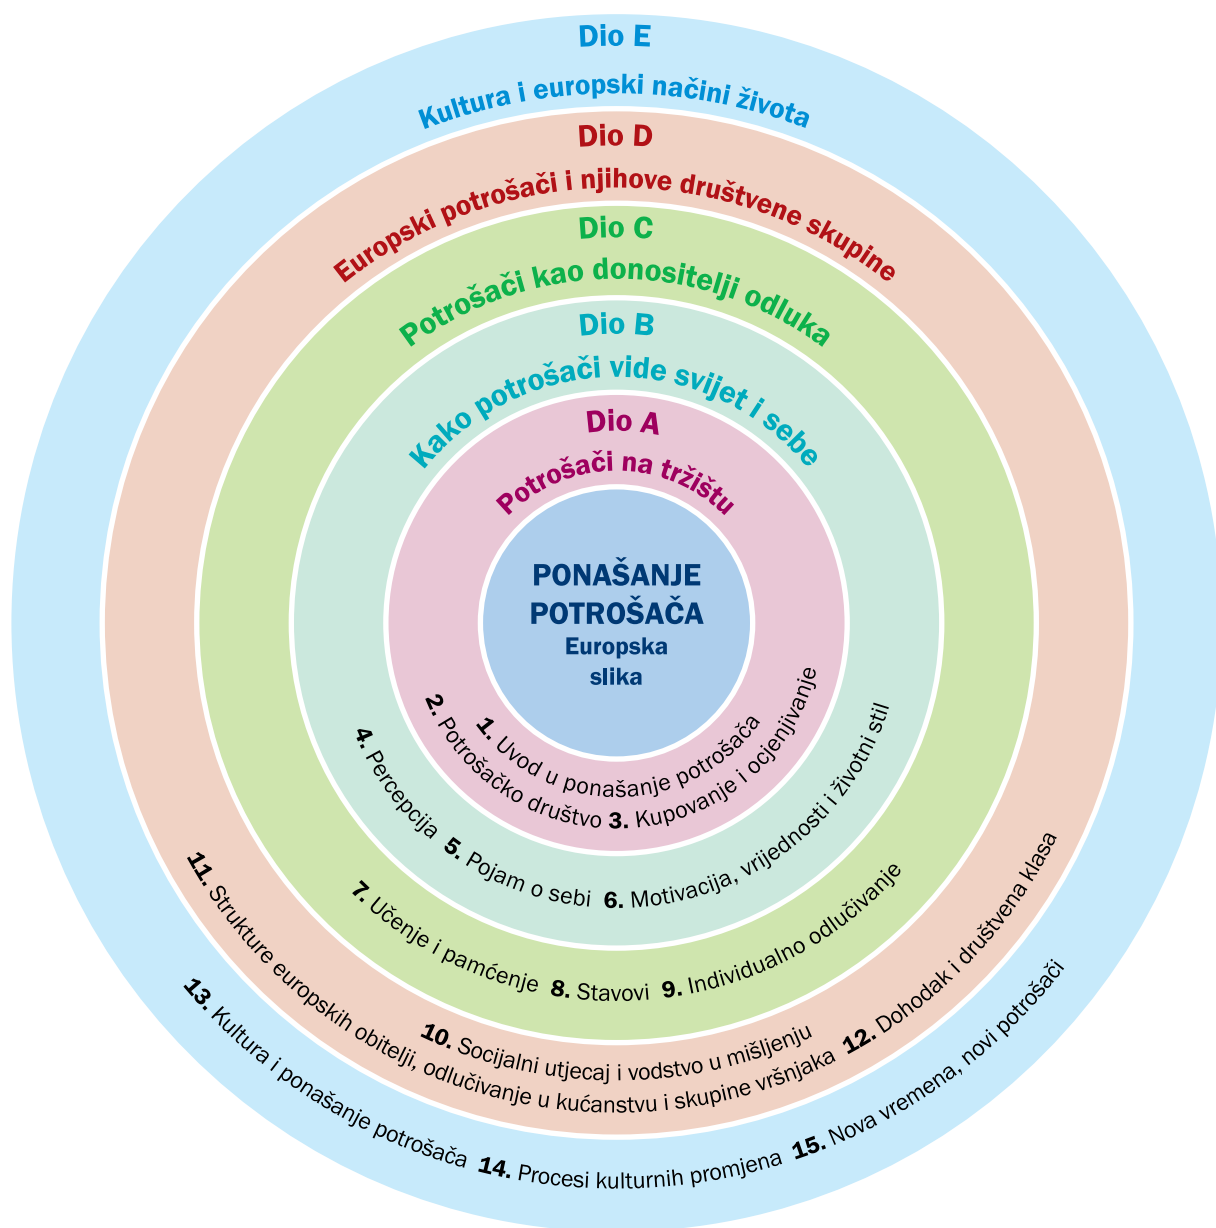 Dio E
Kultura i europski načini života
Dio D
Europski potrošači i njihove društvene skupine
Dio C
Potrošači kao donositelji odluka
Dio B
Kako potrošači vide svijet i sebe
Dio A
Potrošači na tržištu
PONAŠANJE
POTROŠAČA
Europska
slika
1. Uvod u ponašanje potrošača
2. Potrošačko društvo 3. Kupovanje i ocjenjivanje
4. Percepcija 5. Pojam o sebi 6. Motivacija, vrijednosti i životni stil
7. Učenje i pamćenje 8. Stavovi 9. Individualno odlučivanje
10. Socijalni utjecaj i vodstvo u mišljenju
11. Strukture europskih obitelji, odlučivanje u kućanstvu i skupine vršnjaka 12. Dohodak i društvena klasa
13. Kultura i ponašanje potrošača 14. Procesi kulturnih promjena 15. Nova vremena, novi potrošači